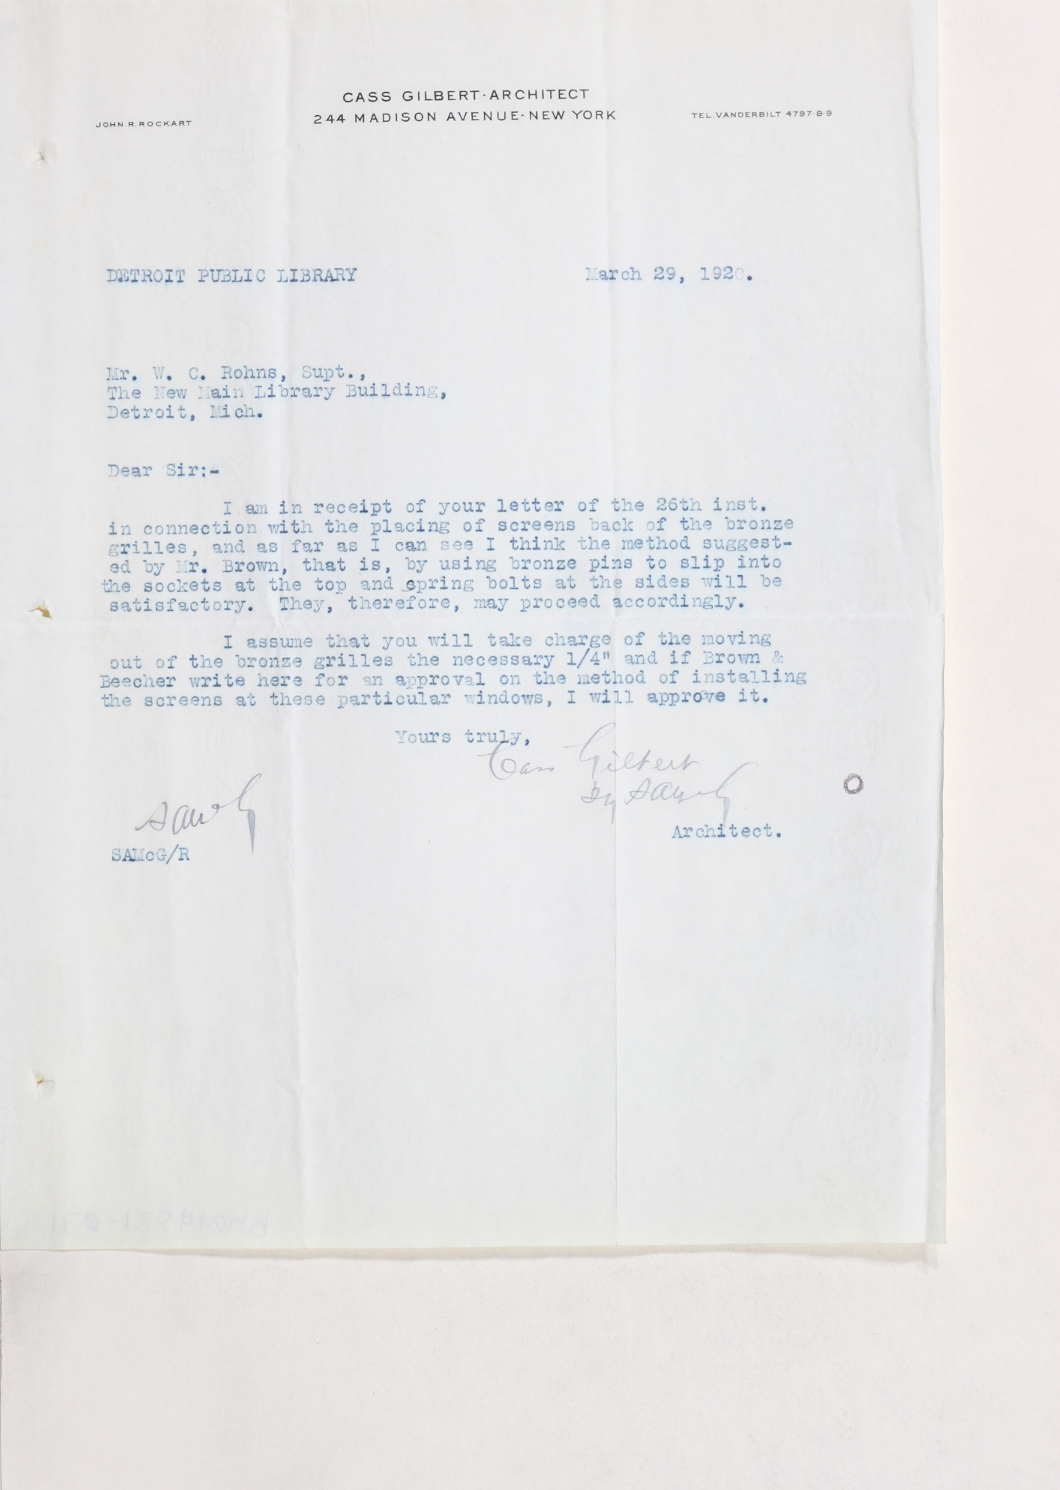 CASS GILBERT·ARCHITECT
244 MADISON AVENUE·NEW YORK
JOHN R. ROCKART
TEL. VANDERBILT 4797-8-9
DETROIT PUBLIC LIBRARY March 29, 1920.
Mr. W. C. Rohns, Supt.,
The New Main Library Building,
Detroit, Mich.
Dear Sir:-
I am in receipt of your letter of the 26th inst.
in connection with the placing of screens back of the bronze
grilles, and as far as I can see I think the method suggest-
ed by Mr. Brown, that is, by using bronze pins to slip into
the sockets at the top and spring bolts at the sides will be
satisfactory. They, therefore, may proceed accordingly.
I assume that you will take charge of the moving
out of the bronze grilles the necessary 1/4" and if Brown &
Beecher write here for an approval on the method of installing
the screens at these particular windows, I will approve it.
Yours truly,
Cass Gilbert
by
Architect.
SAMcG/R